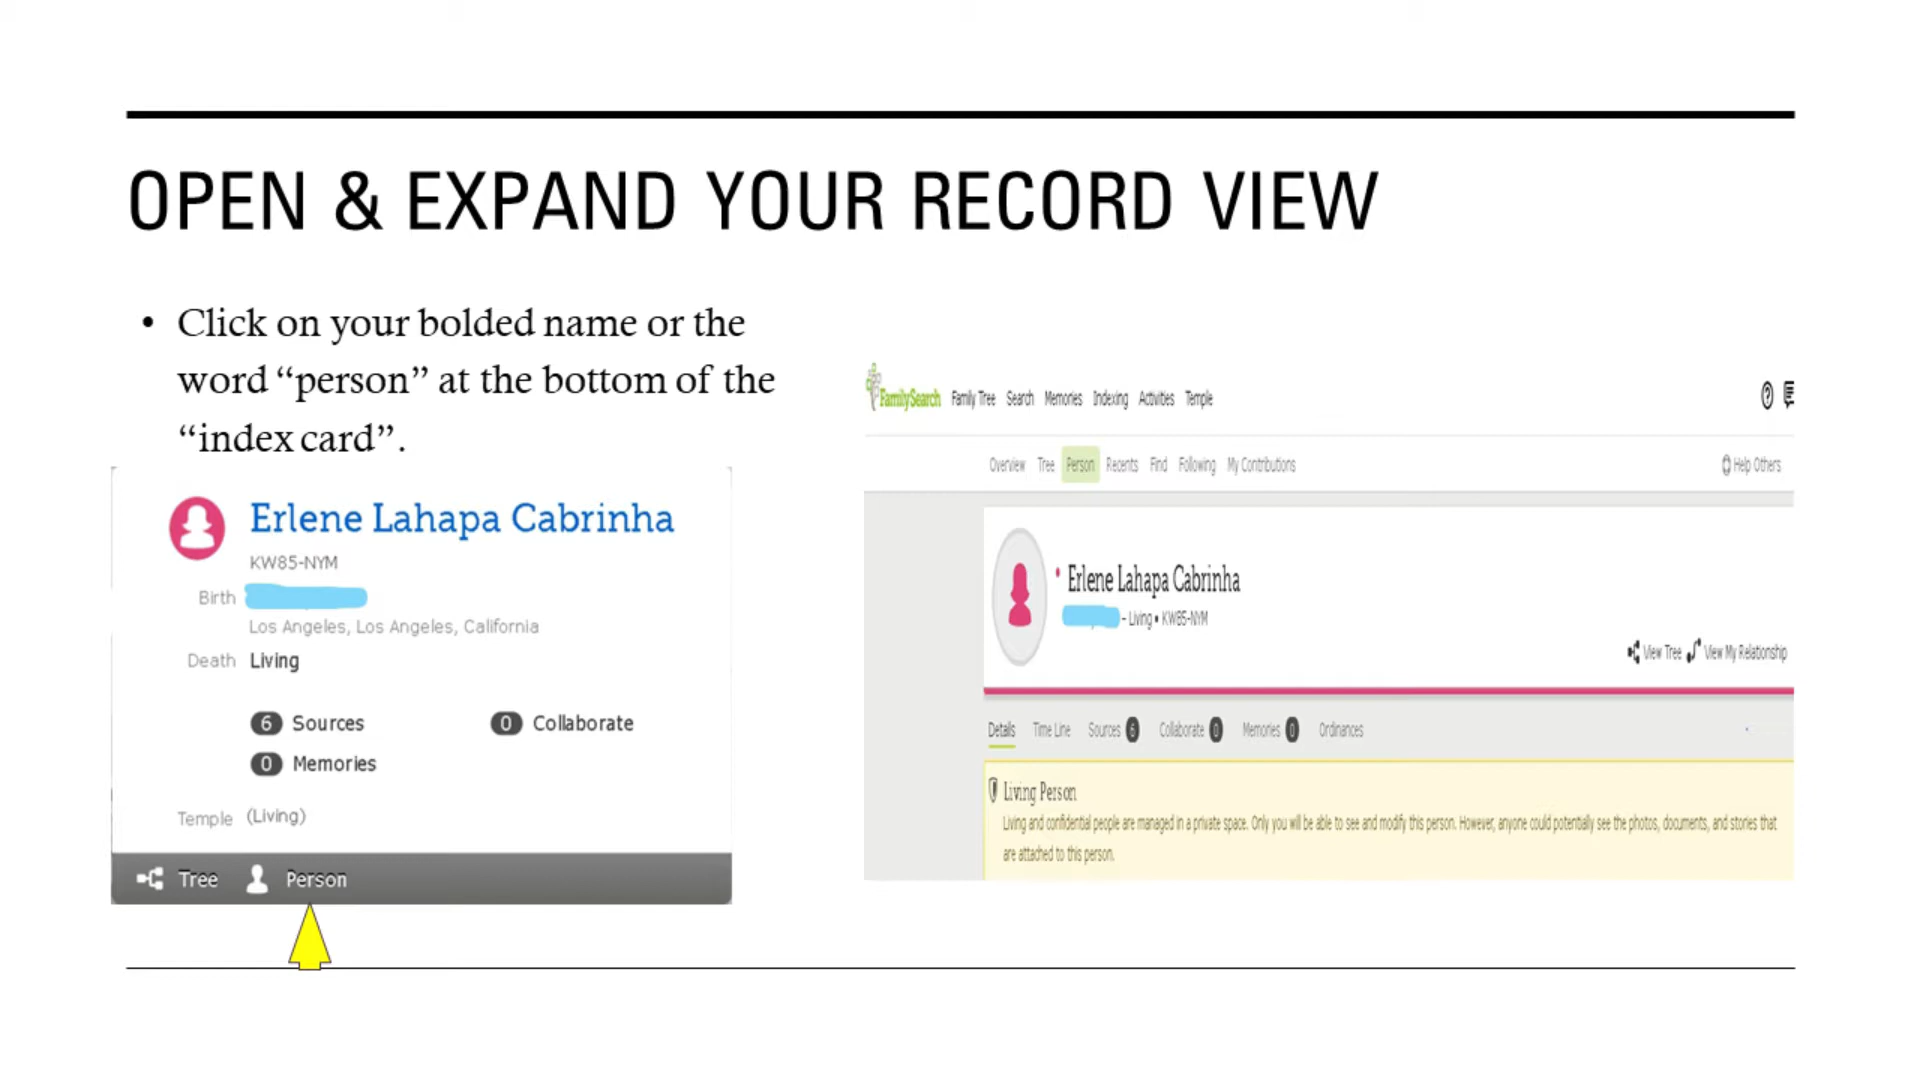 OPEN & EXPAND YOUR RECORD VIEW
• Click on your bolded name or the
word “person” at the bottom of the
“index card”.
Erlene Lahapa Cabrinha
KW85-NYM
Birth
Los Angeles, Los Angeles, California
Death Living
6 Sources 0 Collaborate
0 Memories
Temple (Living)
Tree Person
FamilySearch Family Tree Search Memories Indexing Activities Temple
Overview Tree Person Recents Find Following My Contributions Help Others
Erlene Lahapa Cabrinha
– Living • KW85-NYM
View Tree View My Relationship
Details Time Line Sources 6 Collaborate 0 Memories 0 Ordinances
Living Person
Living and confidential people are managed in a private space. Only you will be able to see and modify this person. However, anyone could potentially see the photos, documents, and stories that
are attached to this person.